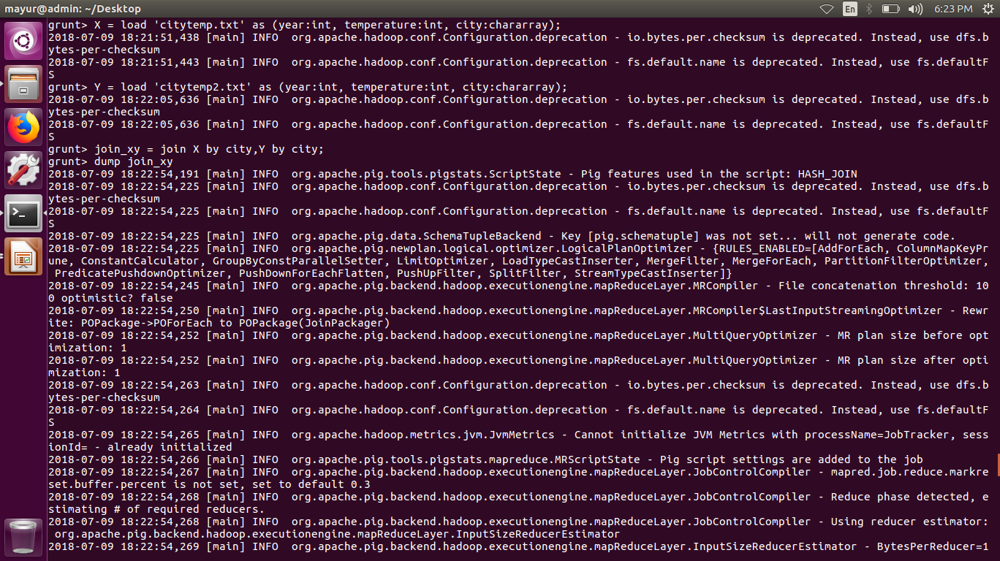 mayur@admin: ~/Desktop
En
6:23 PM
grunt> X = load 'citytemp.txt' as (year:int, temperature:int, city:chararray);
2018-07-09 18:21:51,438 [main] INFO  org.apache.hadoop.conf.Configuration.deprecation - io.bytes.per.checksum is deprecated. Instead, use dfs.b
ytes-per-checksum
2018-07-09 18:21:51,443 [main] INFO  org.apache.hadoop.conf.Configuration.deprecation - fs.default.name is deprecated. Instead, use fs.defaultF
S
grunt> Y = load 'citytemp2.txt' as (year:int, temperature:int, city:chararray);
2018-07-09 18:22:05,636 [main] INFO  org.apache.hadoop.conf.Configuration.deprecation - io.bytes.per.checksum is deprecated. Instead, use dfs.b
ytes-per-checksum
2018-07-09 18:22:05,636 [main] INFO  org.apache.hadoop.conf.Configuration.deprecation - fs.default.name is deprecated. Instead, use fs.defaultF
S
grunt> join_xy = join X by city,Y by city;
grunt> dump join_xy
2018-07-09 18:22:54,191 [main] INFO  org.apache.pig.tools.pigstats.ScriptState - Pig features used in the script: HASH_JOIN
2018-07-09 18:22:54,225 [main] INFO  org.apache.hadoop.conf.Configuration.deprecation - io.bytes.per.checksum is deprecated. Instead, use dfs.b
ytes-per-checksum
2018-07-09 18:22:54,225 [main] INFO  org.apache.hadoop.conf.Configuration.deprecation - fs.default.name is deprecated. Instead, use fs.defaultF
S
2018-07-09 18:22:54,225 [main] INFO  org.apache.pig.data.SchemaTupleBackend - Key [pig.schematuple] was not set... will not generate code.
2018-07-09 18:22:54,225 [main] INFO  org.apache.pig.newplan.logical.optimizer.LogicalPlanOptimizer - {RULES_ENABLED=[AddForEach, ColumnMapKeyPr
une, ConstantCalculator, GroupByConstParallelSetter, LimitOptimizer, LoadTypeCastInserter, MergeFilter, MergeForEach, PartitionFilterOptimizer,
 PredicatePushdownOptimizer, PushDownForEachFlatten, PushUpFilter, SplitFilter, StreamTypeCastInserter]}
2018-07-09 18:22:54,245 [main] INFO  org.apache.pig.backend.hadoop.executionengine.mapReduceLayer.MRCompiler - File concatenation threshold: 10
0 optimistic? false
2018-07-09 18:22:54,250 [main] INFO  org.apache.pig.backend.hadoop.executionengine.mapReduceLayer.MRCompiler$LastInputStreamingOptimizer - Rewr
ite: POPackage->POForEach to POPackage(JoinPackager)
2018-07-09 18:22:54,252 [main] INFO  org.apache.pig.backend.hadoop.executionengine.mapReduceLayer.MultiQueryOptimizer - MR plan size before opt
imization: 1
2018-07-09 18:22:54,252 [main] INFO  org.apache.pig.backend.hadoop.executionengine.mapReduceLayer.MultiQueryOptimizer - MR plan size after opti
mization: 1
2018-07-09 18:22:54,263 [main] INFO  org.apache.hadoop.conf.Configuration.deprecation - io.bytes.per.checksum is deprecated. Instead, use dfs.b
ytes-per-checksum
2018-07-09 18:22:54,264 [main] INFO  org.apache.hadoop.conf.Configuration.deprecation - fs.default.name is deprecated. Instead, use fs.defaultF
S
2018-07-09 18:22:54,265 [main] INFO  org.apache.hadoop.metrics.jvm.JvmMetrics - Cannot initialize JVM Metrics with processName=JobTracker, sess
ionId= - already initialized
2018-07-09 18:22:54,266 [main] INFO  org.apache.pig.tools.pigstats.mapreduce.MRScriptState - Pig script settings are added to the job
2018-07-09 18:22:54,267 [main] INFO  org.apache.pig.backend.hadoop.executionengine.mapReduceLayer.JobControlCompiler - mapred.job.reduce.markre
set.buffer.percent is not set, set to default 0.3
2018-07-09 18:22:54,268 [main] INFO  org.apache.pig.backend.hadoop.executionengine.mapReduceLayer.JobControlCompiler - Reduce phase detected, e
stimating # of required reducers.
2018-07-09 18:22:54,268 [main] INFO  org.apache.pig.backend.hadoop.executionengine.mapReduceLayer.JobControlCompiler - Using reducer estimator:
 org.apache.pig.backend.hadoop.executionengine.mapReduceLayer.InputSizeReducerEstimator
2018-07-09 18:22:54,269 [main] INFO  org.apache.pig.backend.hadoop.executionengine.mapReduceLayer.InputSizeReducerEstimator - BytesPerReducer=1